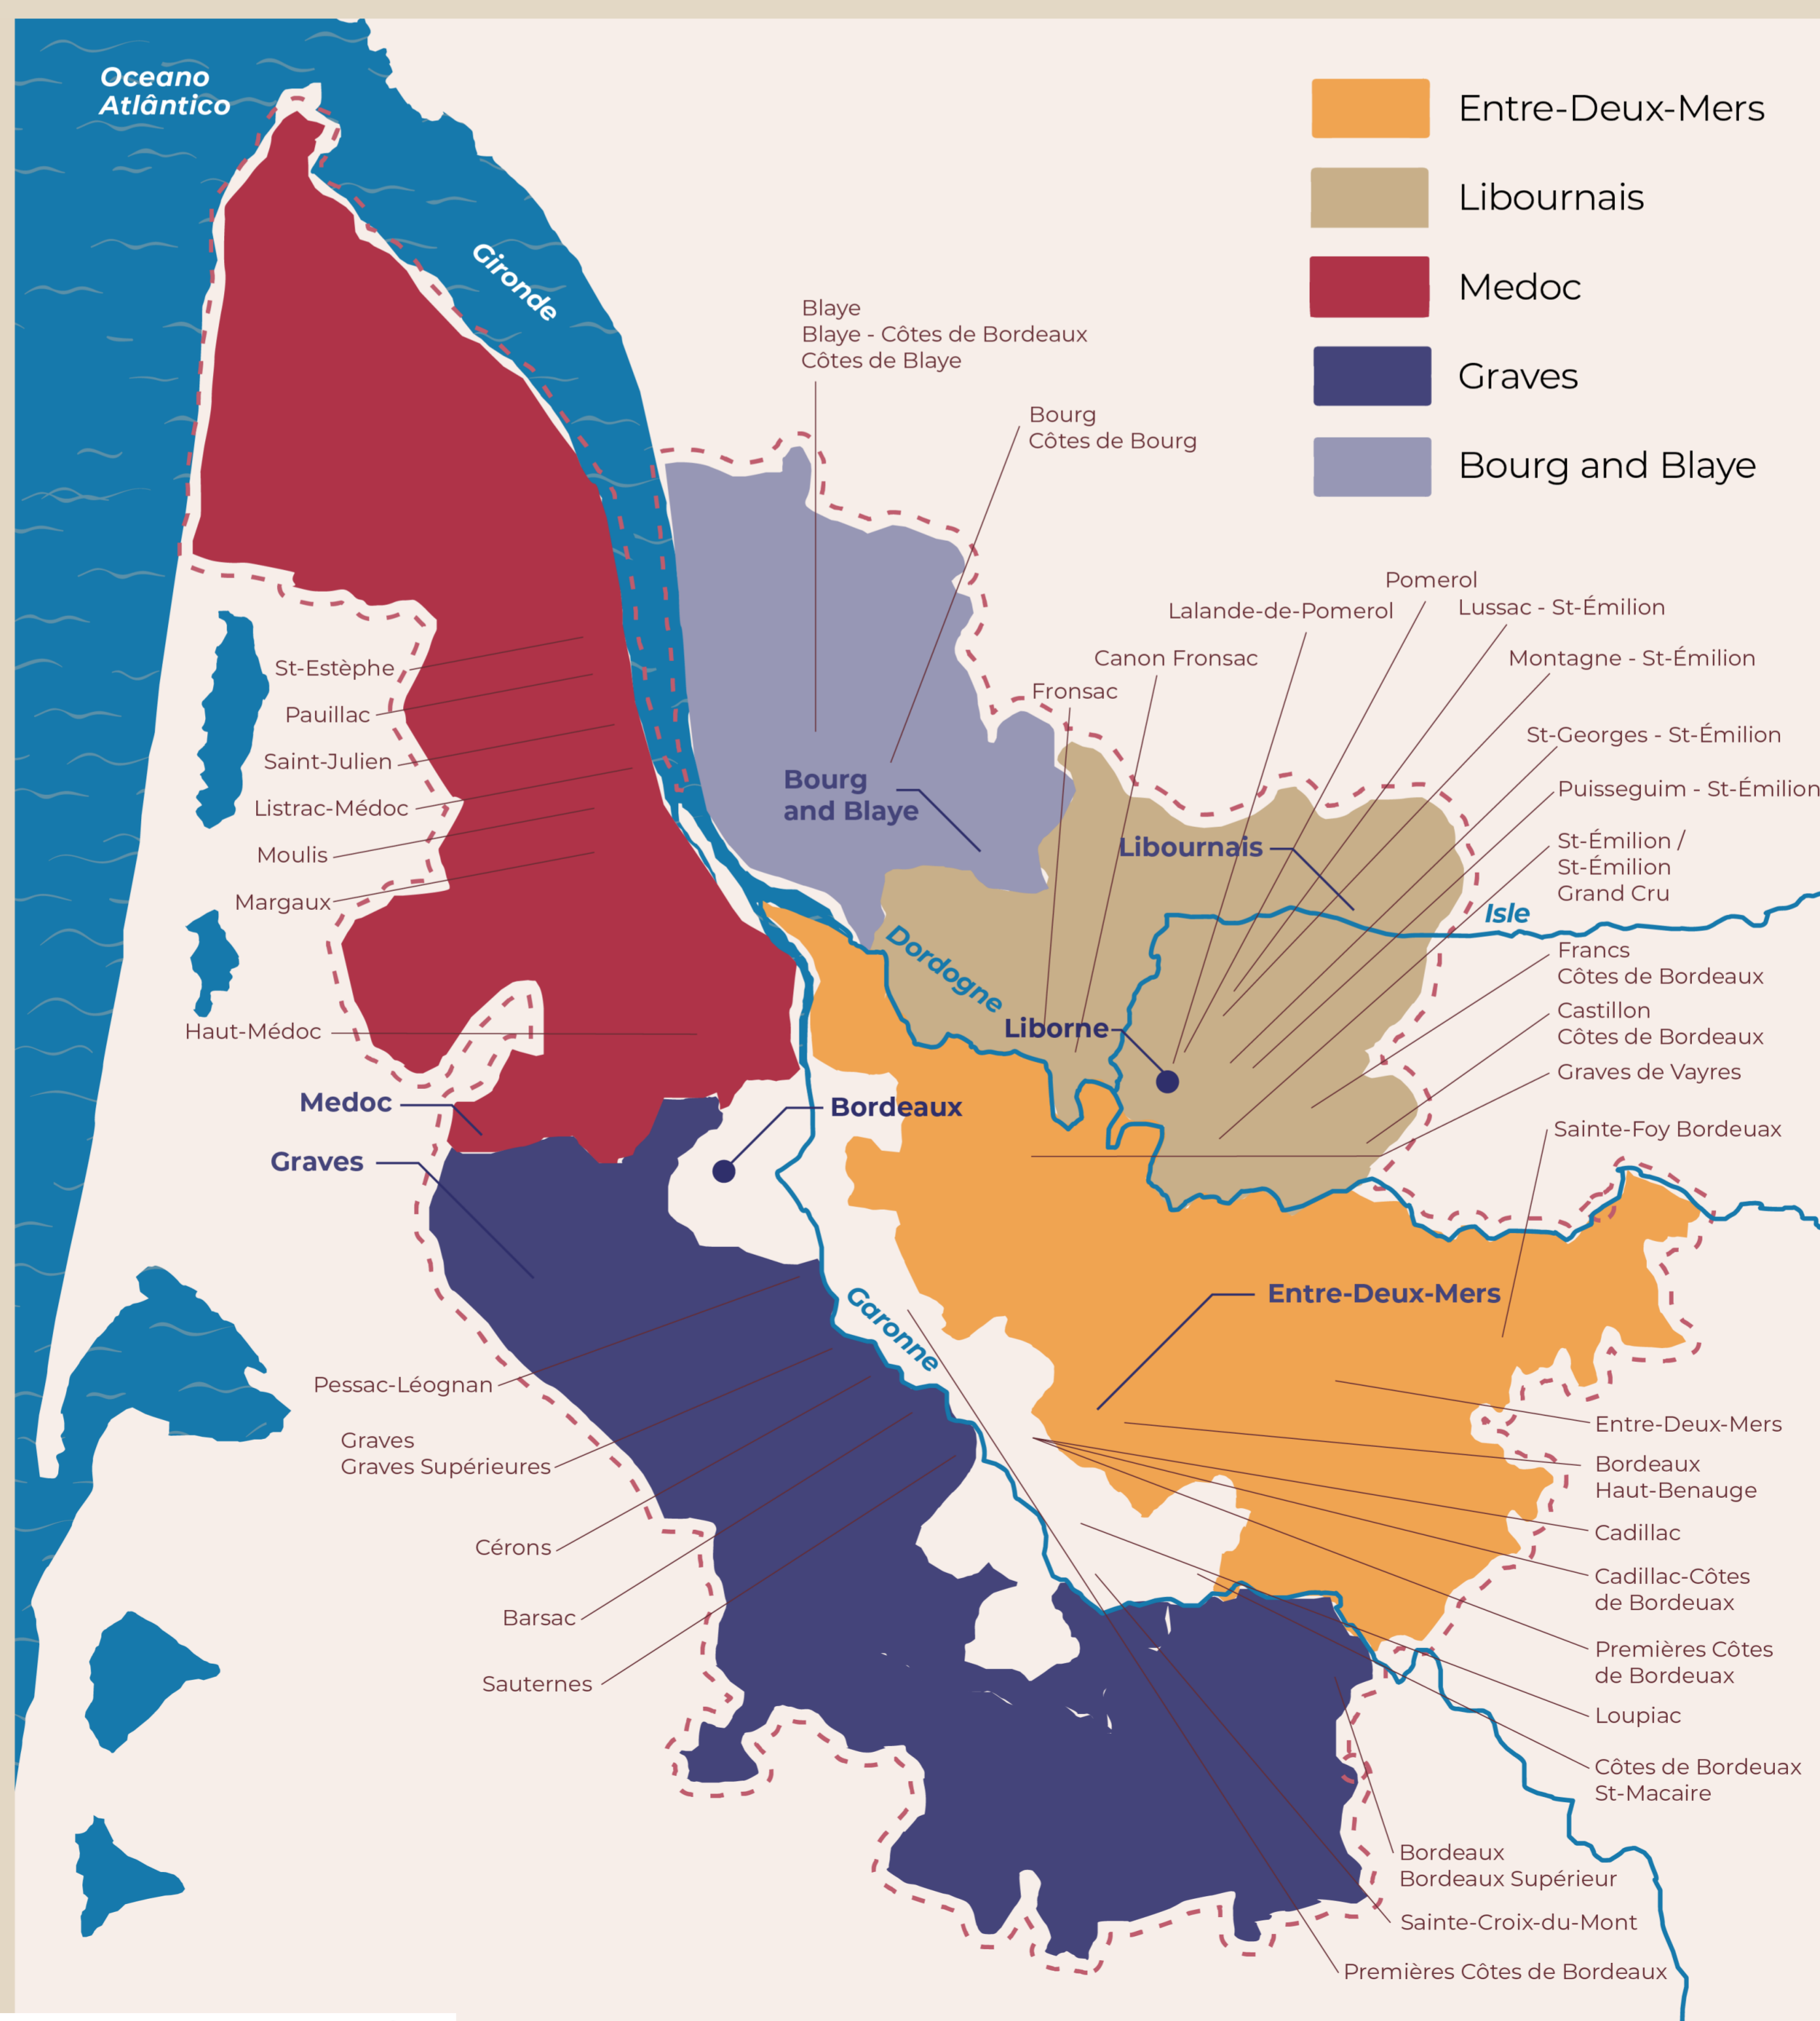 Oceano
Atlântico
Gironde
Entre-Deux-Mers
Libournais
Medoc
Graves
Bourg and Blaye
Blaye
Blaye - Côtes de Bordeaux
Côtes de Blaye
Bourg
Côtes de Bourg
Pomerol
Lalande-de-Pomerol
Lussac - St-Émilion
Canon Fronsac
Montagne - St-Émilion
Fronsac
St-Georges - St-Émilion
Puisseguim - St-Émilion
St-Émilion /
St-Émilion
Grand Cru
St-Estèphe
Pauillac
Saint-Julien
Listrac-Médoc
Moulis
Margaux
Haut-Médoc
Bourg
and Blaye
Libournais
Isle
Dordogne
Liborne
Francs
Côtes de Bordeaux
Castillon
Côtes de Bordeaux
Graves de Vayres
Sainte-Foy Bordeuax
Medoc
Bordeaux
Graves
Entre-Deux-Mers
Garonne
Pessac-Léognan
Graves
Graves Supérieures
Cérons
Barsac
Sauternes
Entre-Deux-Mers
Bordeaux
Haut-Benauge
Cadillac
Cadillac-Côtes
de Bordeuax
Premières Côtes
de Bordeuax
Loupiac
Côtes de Bordeuax
St-Macaire
Bordeaux
Bordeaux Supérieur
Sainte-Croix-du-Mont
Premières Côtes de Bordeaux